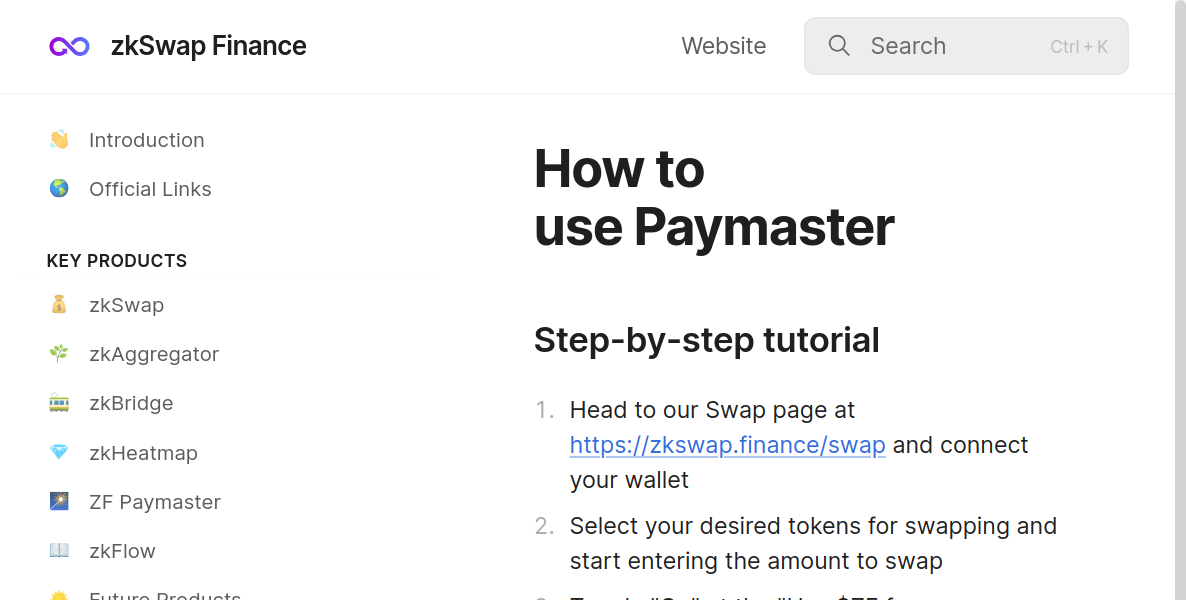 zkSwap Finance
Website
Search
Ctrl + K
Introduction
Official Links
KEY PRODUCTS
zkSwap
zkAggregator
zkBridge
zkHeatmap
ZF Paymaster
zkFlow
Future Products
How to
use Paymaster
Step-by-step tutorial
1. Head to our Swap page at
https://zkswap.finance/swap and connect
your wallet
2. Select your desired tokens for swapping and
start entering the amount to swap